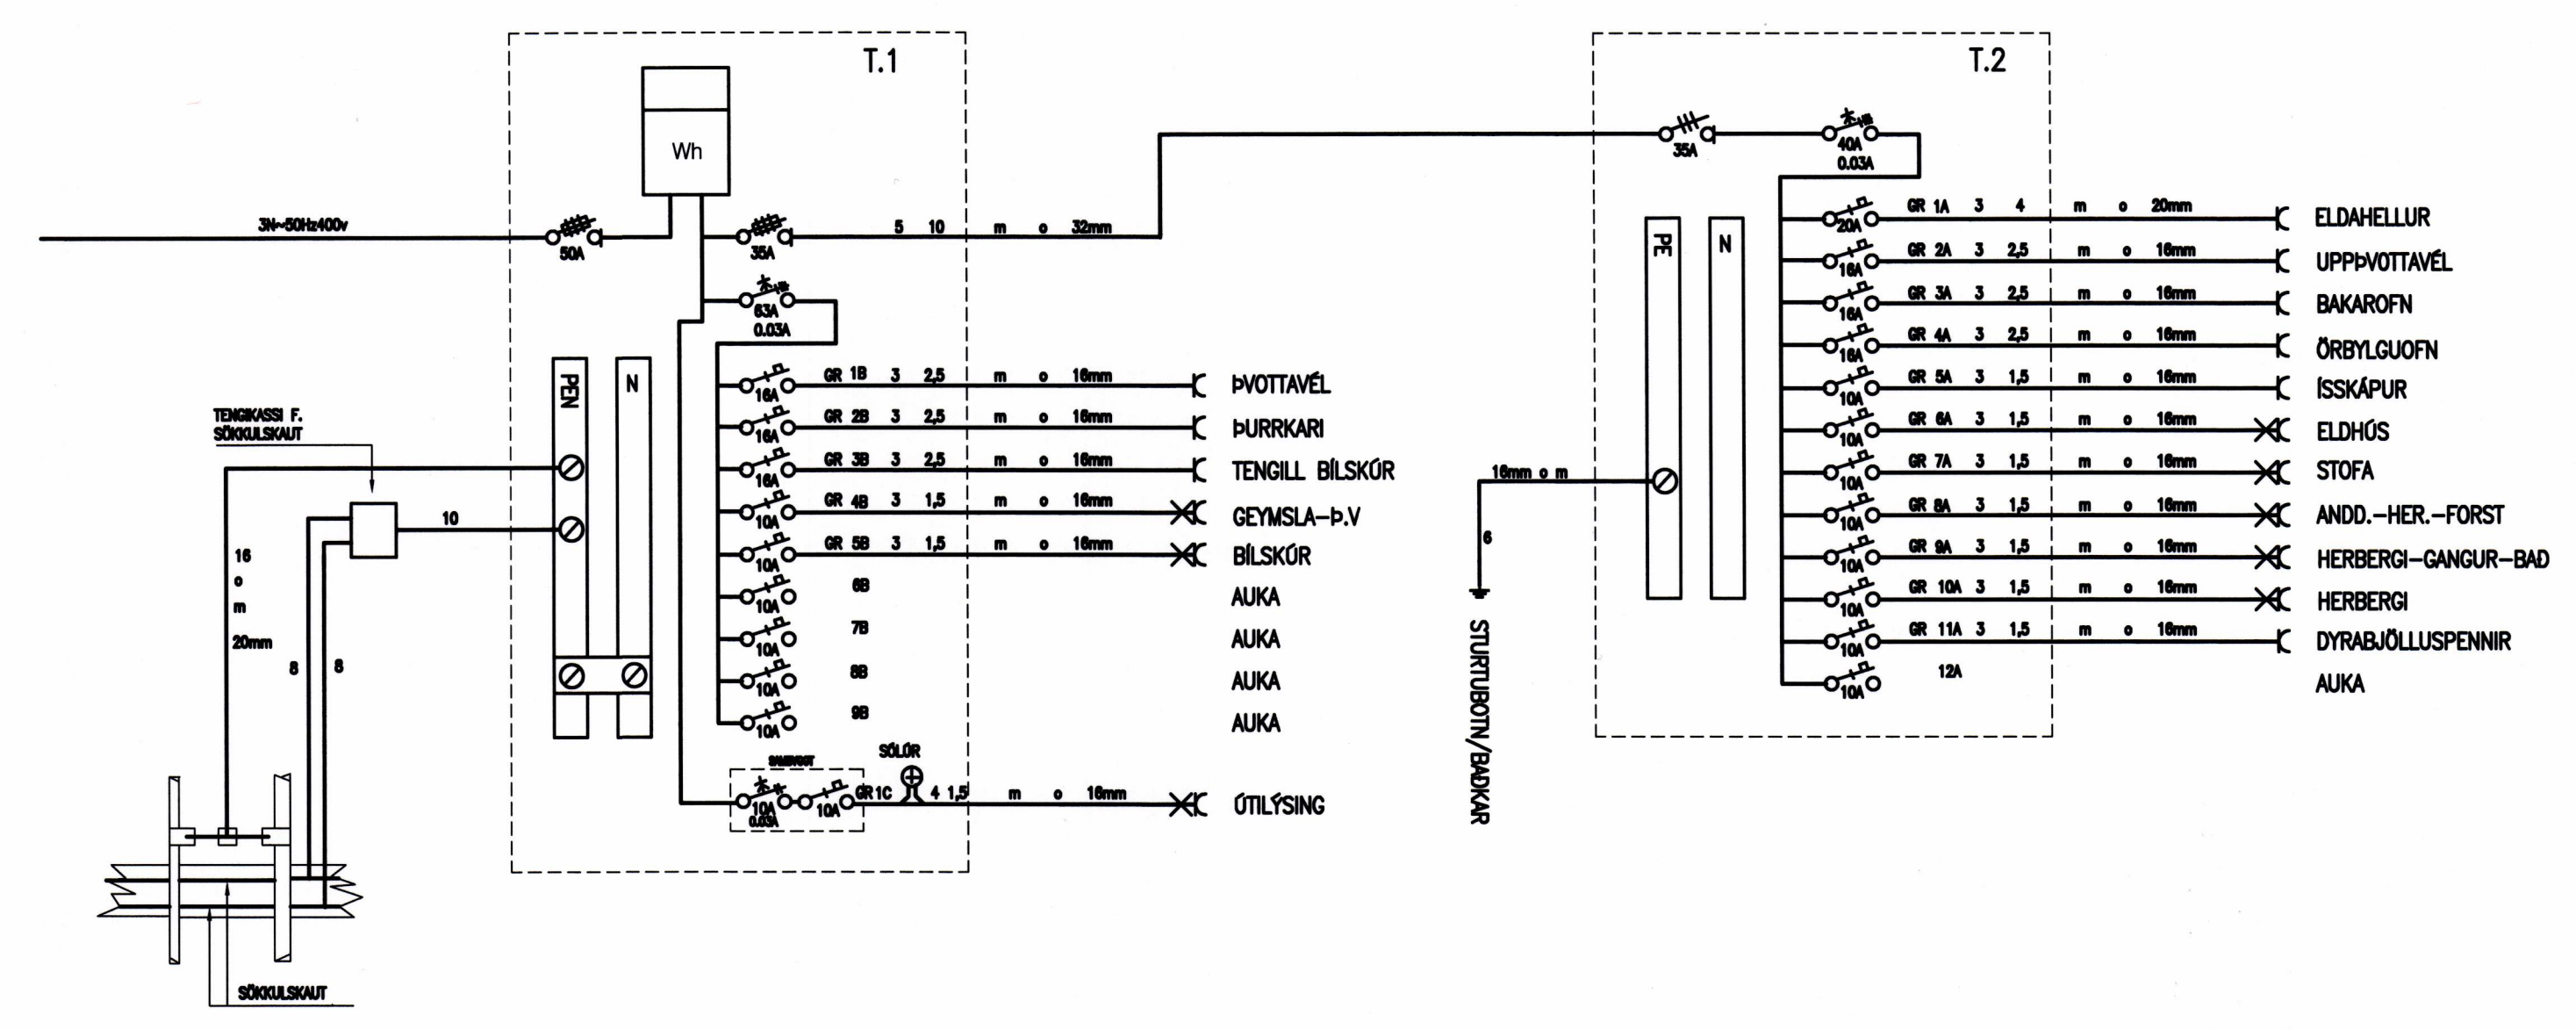 T.1
Wh
3N~50Hz400v
50A
35A
5 10 m o 32mm
63A
0.03A
PEN
N
16A GR 1B 3 2,5 m o 16mm ÞVOTTAVÉL
16A GR 2B 3 2,5 m o 16mm ÞURRKARI
16A GR 3B 3 2,5 m o 16mm TENGILL BÍLSKÚR
10A GR 4B 3 1,5 m o 16mm GEYMSLA-Þ.V
10A GR 5B 3 1,5 m o 16mm BÍLSKÚR
10A 6B AUKA
10A 7B AUKA
10A 8B AUKA
10A 9B AUKA
SÓLÚR
10A 10A GR 1C 4 1,5 m o 16mm ÚTILÝSING
0.03A
TENGIKASSI F.
SÖKKULSKAUT
10
16
o
m
20mm
8
8
SÖKKULSKAUT
T.2
35A
40A
0.03A
PE
N
16mm o m
6
STURTUBOTN/BAÐKAR
20A GR 1A 3 4 m o 20mm ELDAHELLUR
16A GR 2A 3 2,5 m o 16mm UPPÞVOTTAVÉL
16A GR 3A 3 2,5 m o 16mm BAKAROFN
16A GR 4A 3 2,5 m o 16mm ÖRBYLGUOFN
10A GR 5A 3 1,5 m o 16mm ÍSSKÁPUR
10A GR 6A 3 1,5 m o 16mm ELDHÚS
10A GR 7A 3 1,5 m o 16mm STOFA
10A GR 8A 3 1,5 m o 16mm ANDD.-HER.-FORST
10A GR 9A 3 1,5 m o 16mm HERBERGI-GANGUR-BAÐ
10A GR 10A 3 1,5 m o 16mm HERBERGI
10A GR 11A 3 1,5 m o 16mm DYRABJÖLLUSPENNIR
10A 12A AUKA